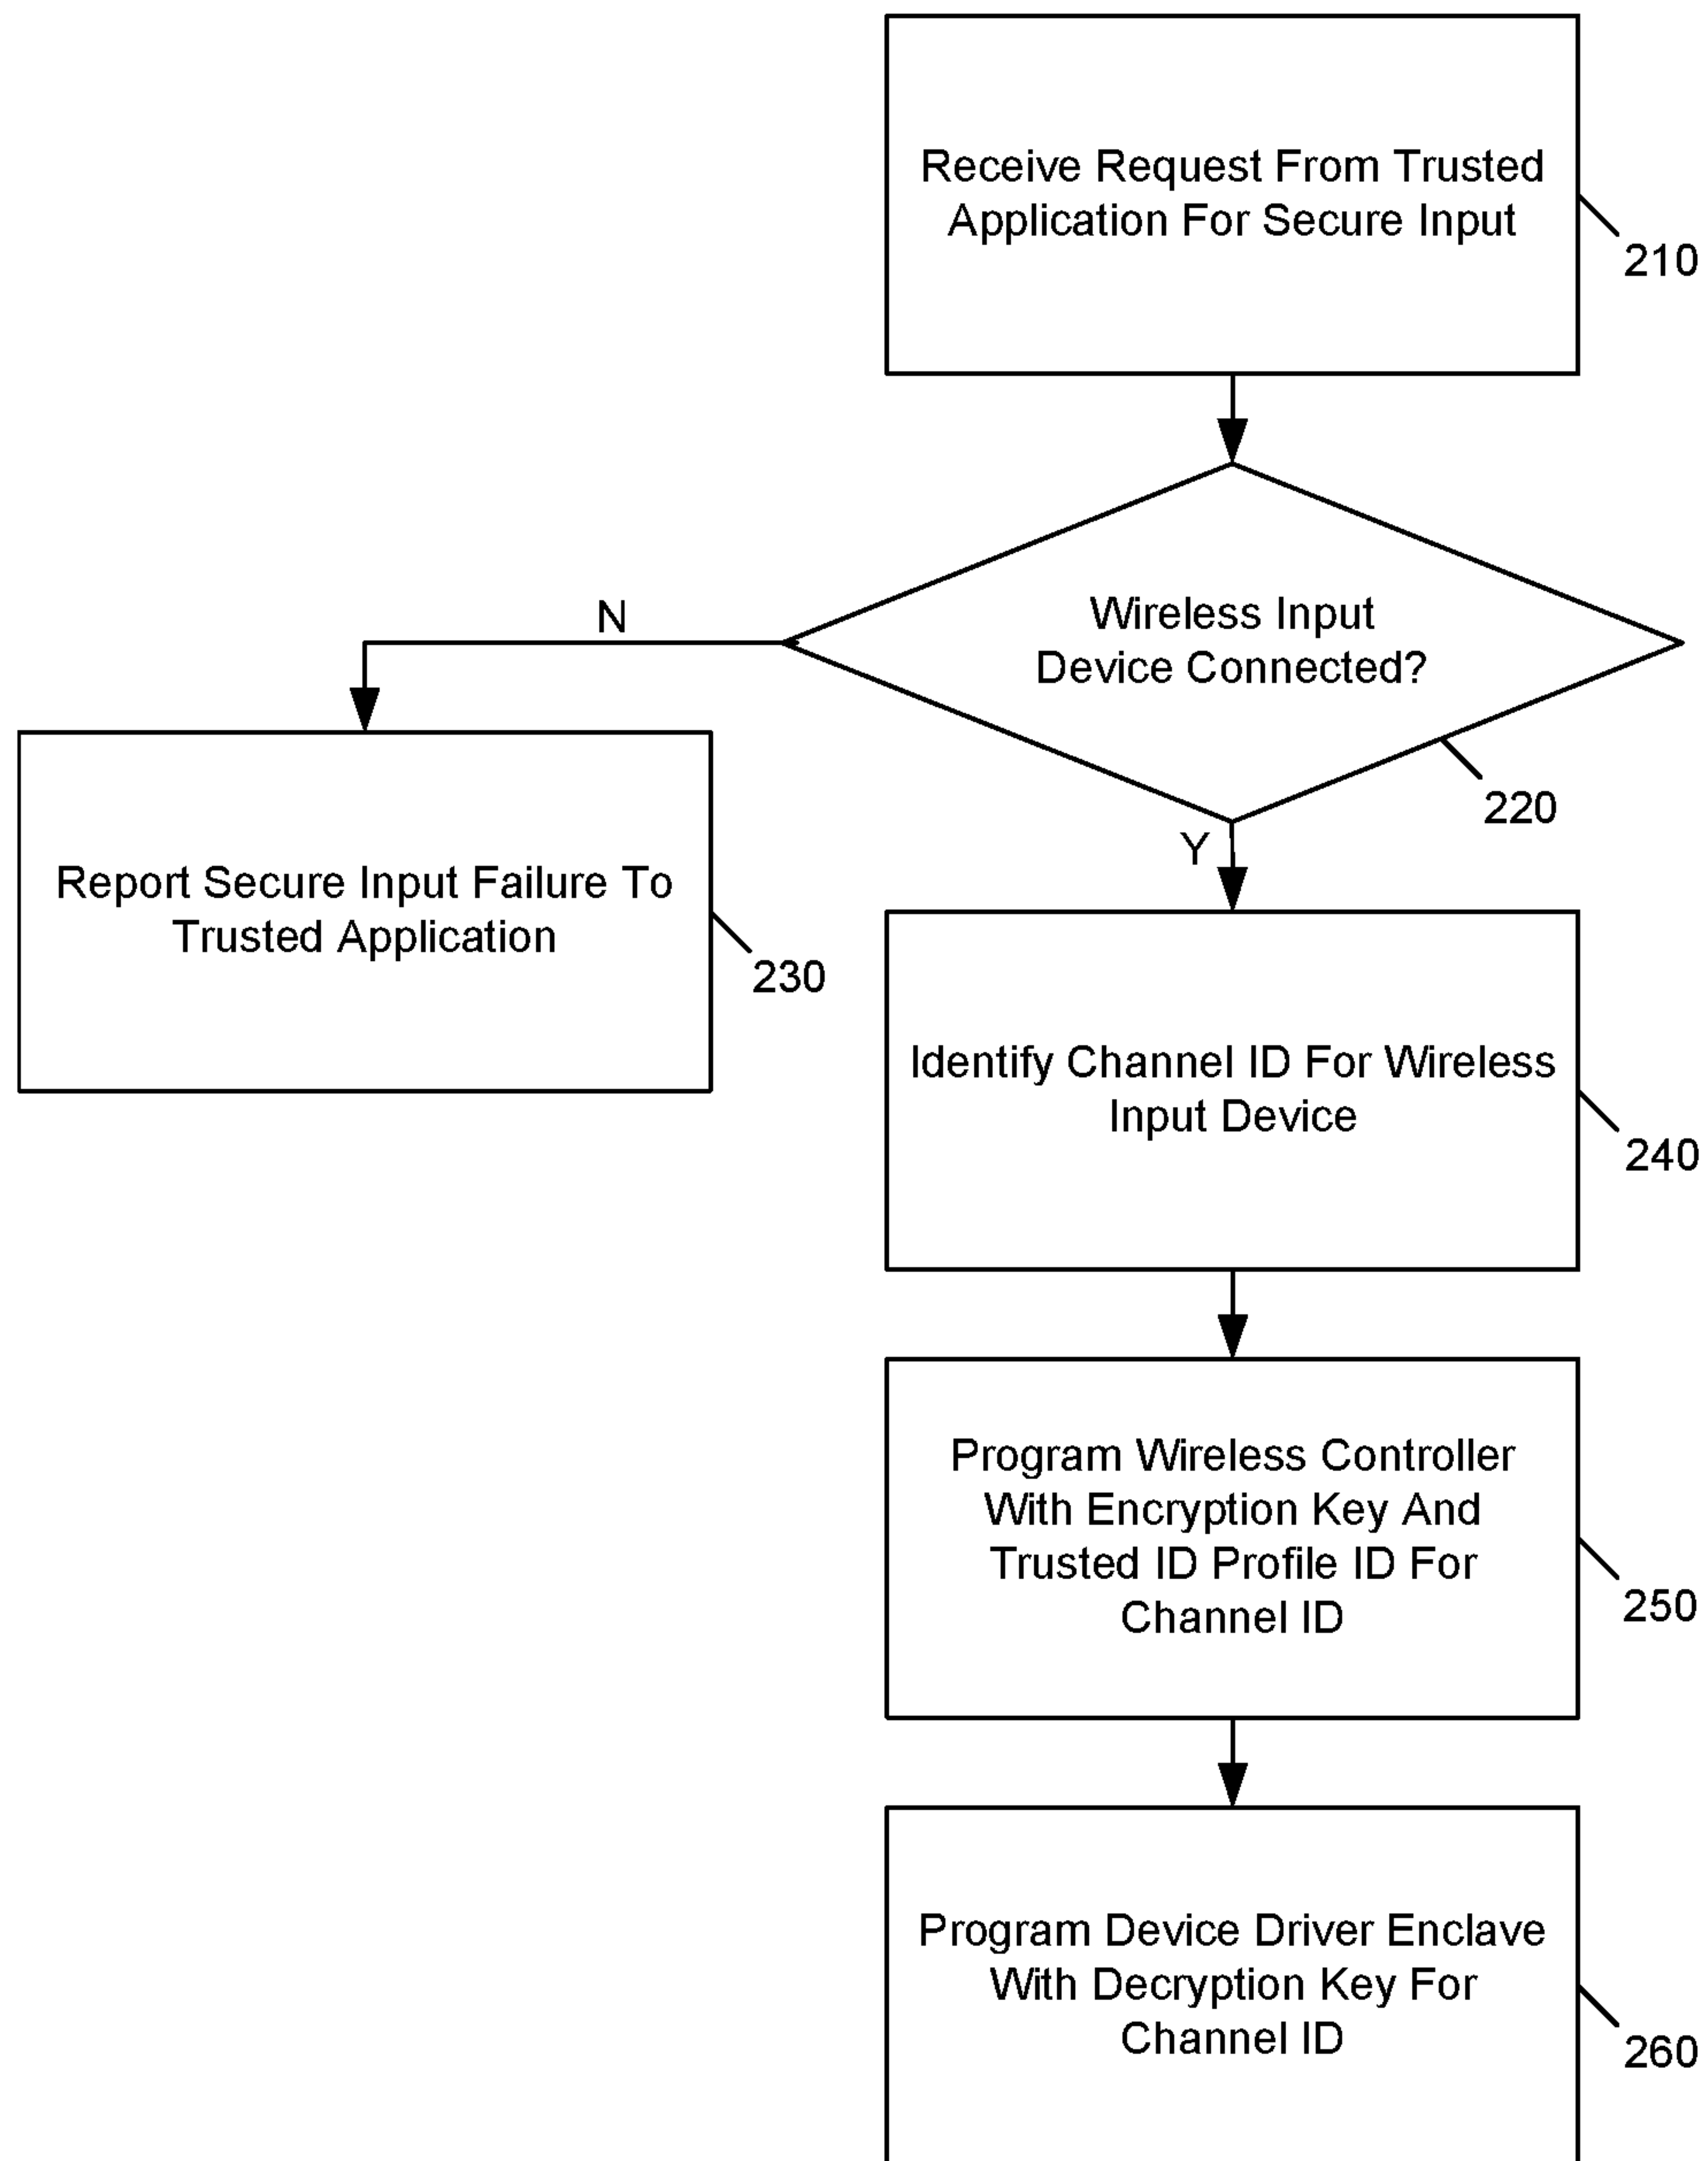 Receive Request From Trusted
Application For Secure Input
210
Wireless Input
Device Connected?
220
N
Y
Report Secure Input Failure To
Trusted Application
230
Identify Channel ID For Wireless
Input Device
240
Program Wireless Controller
With Encryption Key And
Trusted ID Profile ID For
Channel ID
250
Program Device Driver Enclave
With Decryption Key For
Channel ID
260